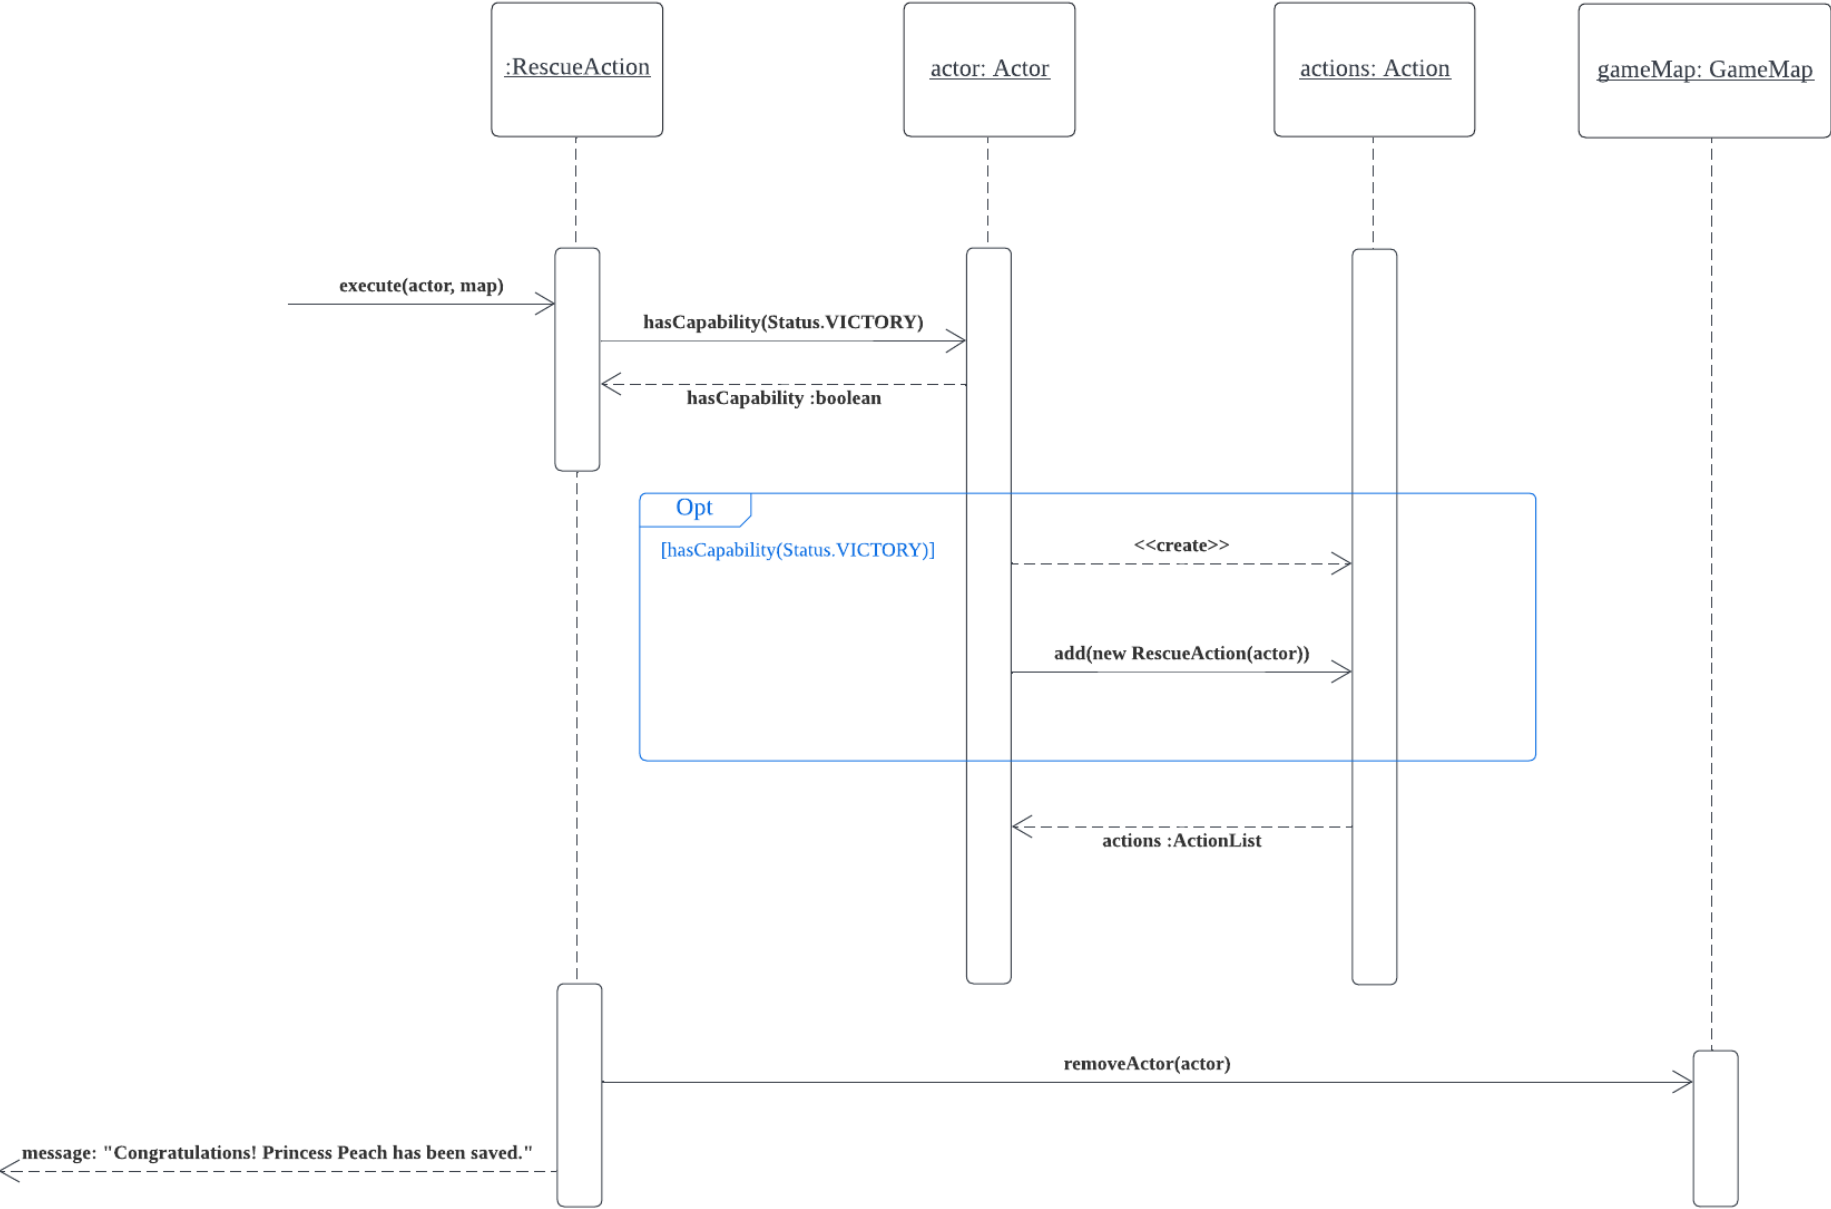 :RescueAction
actor: Actor
actions: Action
gameMap: GameMap
execute(actor, map)
hasCapability(Status.VICTORY)
hasCapability :boolean
Opt
[hasCapability(Status.VICTORY)]
<<create>>
add(new RescueAction(actor))
actions :ActionList
removeActor(actor)
message: "Congratulations! Princess Peach has been saved."